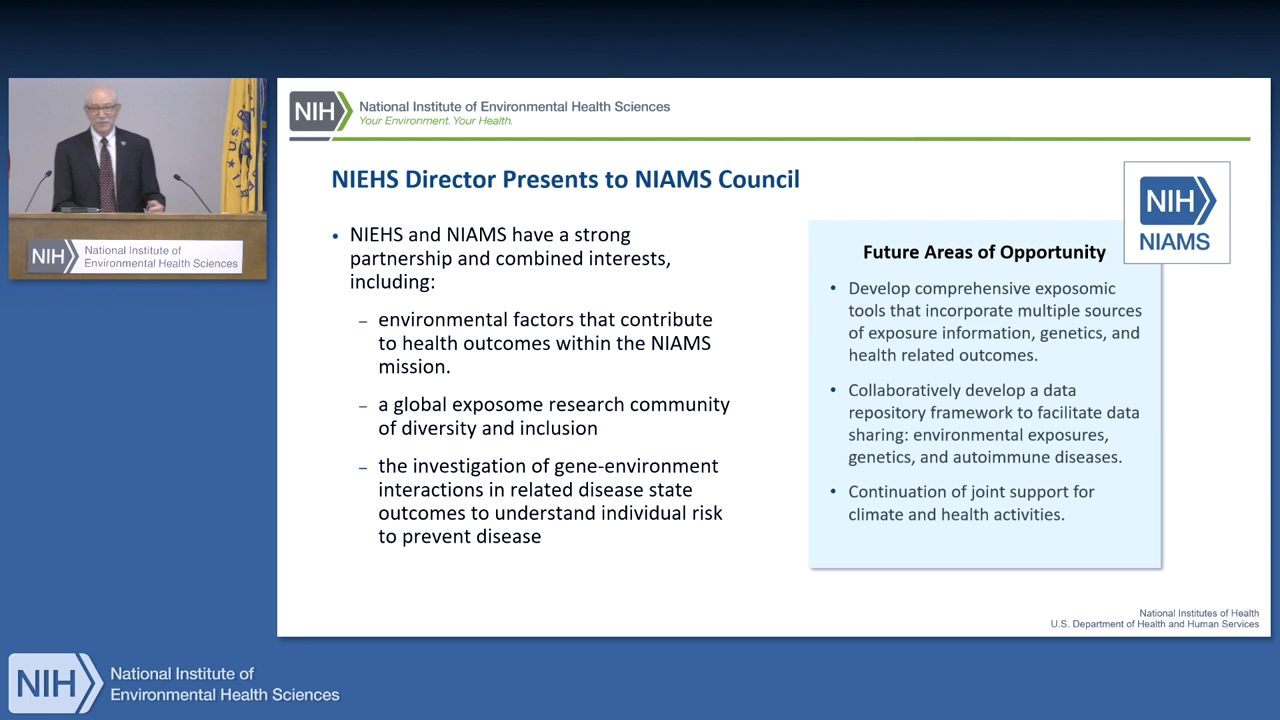 NIH
National Institute of
Environmental Health Sciences
NIH
National Institute of Environmental Health Sciences
Your Environment. Your Health.
NIEHS Director Presents to NIAMS Council
NIH
NIAMS
• NIEHS and NIAMS have a strong
partnership and combined interests,
including:
– environmental factors that contribute
to health outcomes within the NIAMS
mission.
– a global exposome research community
of diversity and inclusion
– the investigation of gene-environment
interactions in related disease state
outcomes to understand individual risk
to prevent disease
Future Areas of Opportunity
• Develop comprehensive exposomic
tools that incorporate multiple sources
of exposure information, genetics, and
health related outcomes.
• Collaboratively develop a data
repository framework to facilitate data
sharing: environmental exposures,
genetics, and autoimmune diseases.
• Continuation of joint support for
climate and health activities.
National Institutes of Health
U.S. Department of Health and Human Services
NIH
National Institute of
Environmental Health Sciences